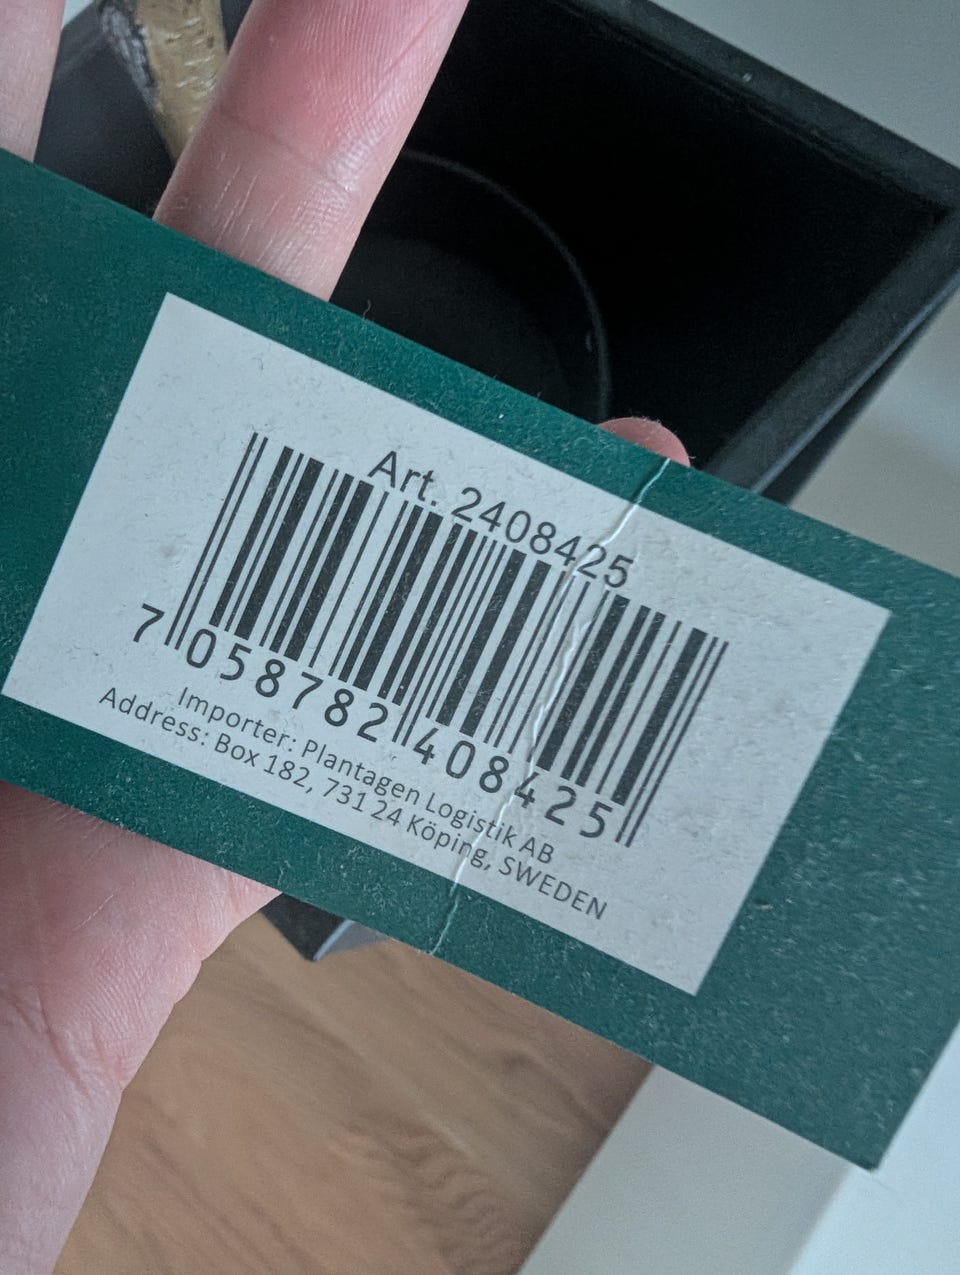 Art. 2408425
7 058782 408425
Importer: Plantagen Logistik AB
Address: Box 182, 731 24 Köping, SWEDEN